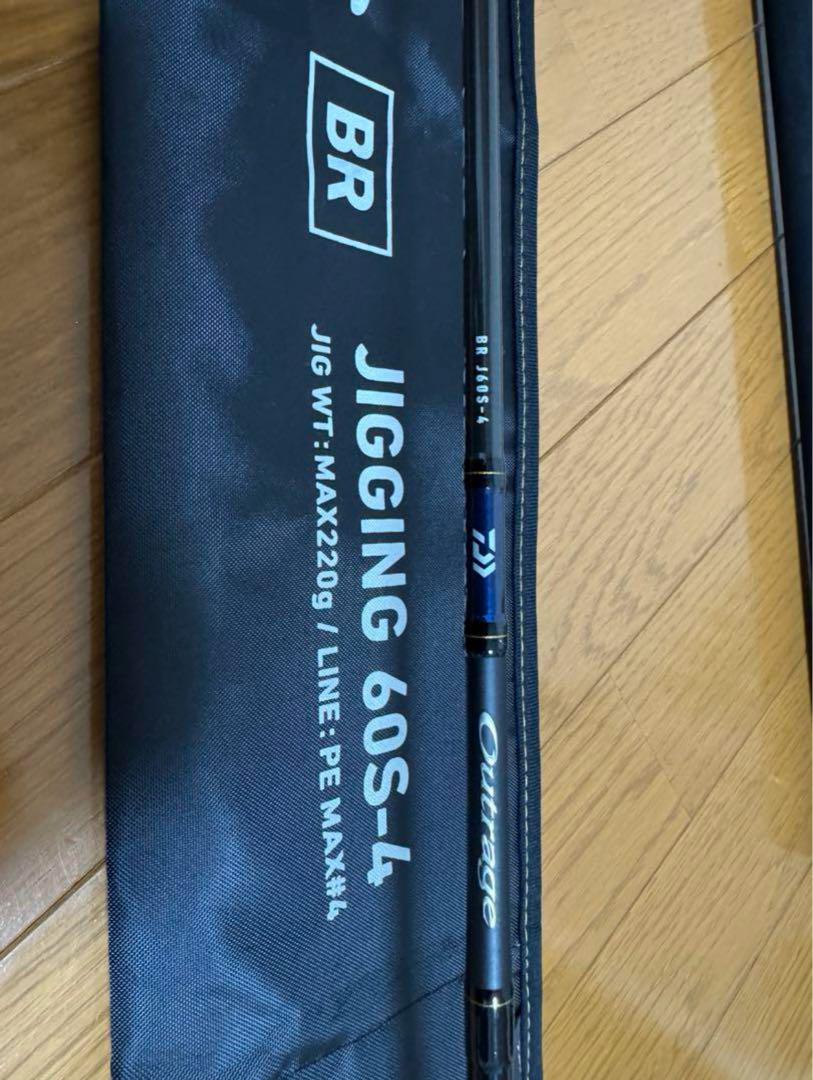 BR
JIGGING 60S-4
JIG WT: MAX220g / LINE: PE MAX#4
BR J60S-4
Outrage